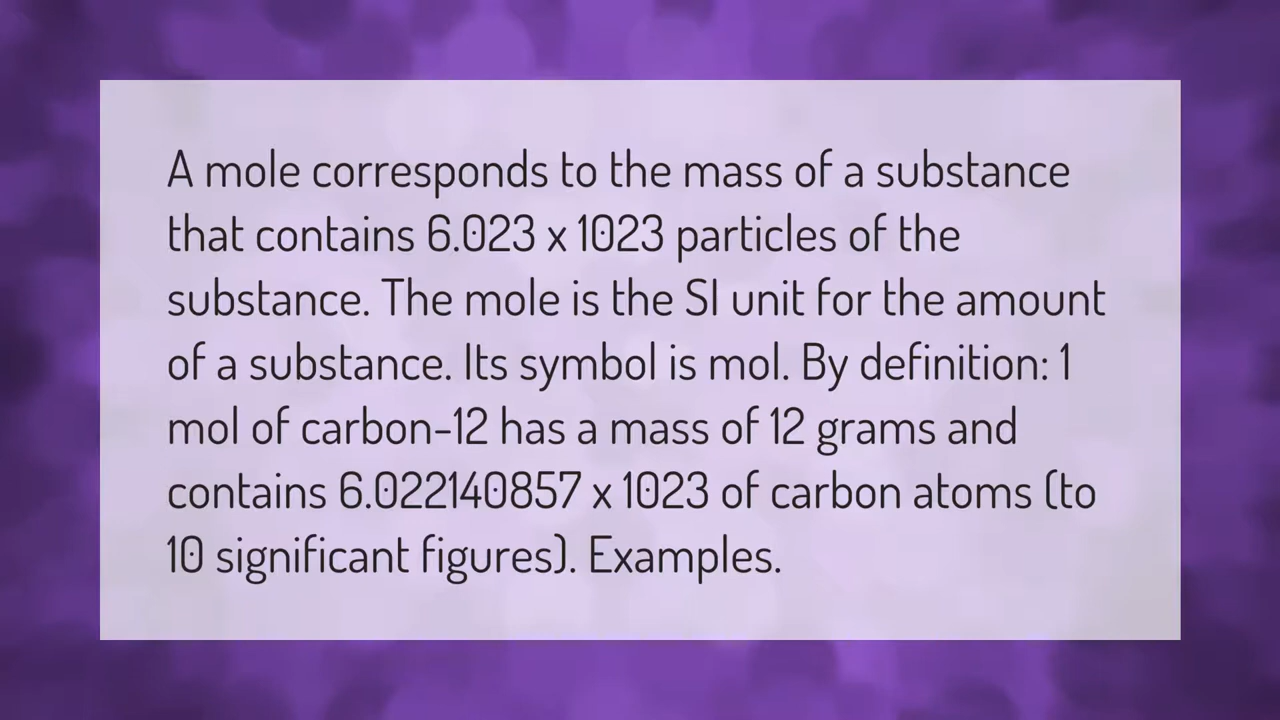 A mole corresponds to the mass of a substance
that contains 6.023 x 1023 particles of the
substance. The mole is the SI unit for the amount
of a substance. Its symbol is mol. By definition: 1
mol of carbon-12 has a mass of 12 grams and
contains 6.022140857 x 1023 of carbon atoms (to
10 significant figures). Examples.